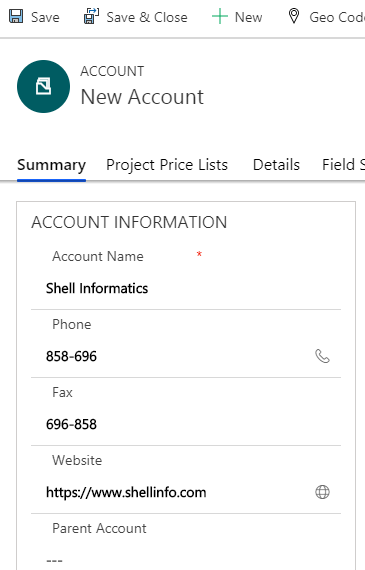 Save Save & Close New Geo Cod
ACCOUNT
New Account
Summary Project Price Lists Details Field S
ACCOUNT INFORMATION
Account Name *
Shell Informatics
Phone
858-696
Fax
696-858
Website
https://www.shellinfo.com
Parent Account
---